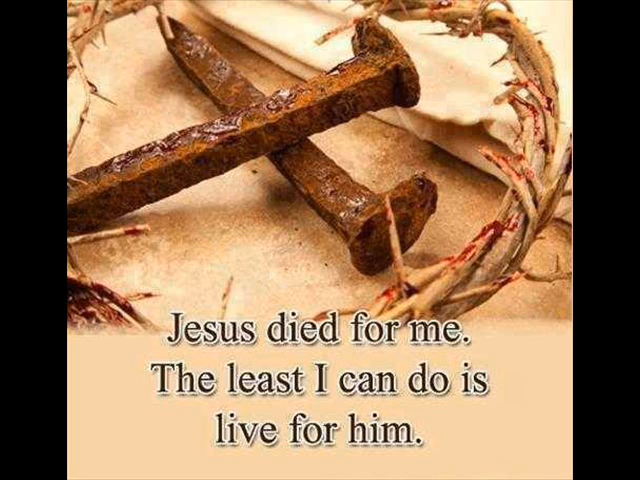 Jesus died for me.
The least I can do is
live for him.